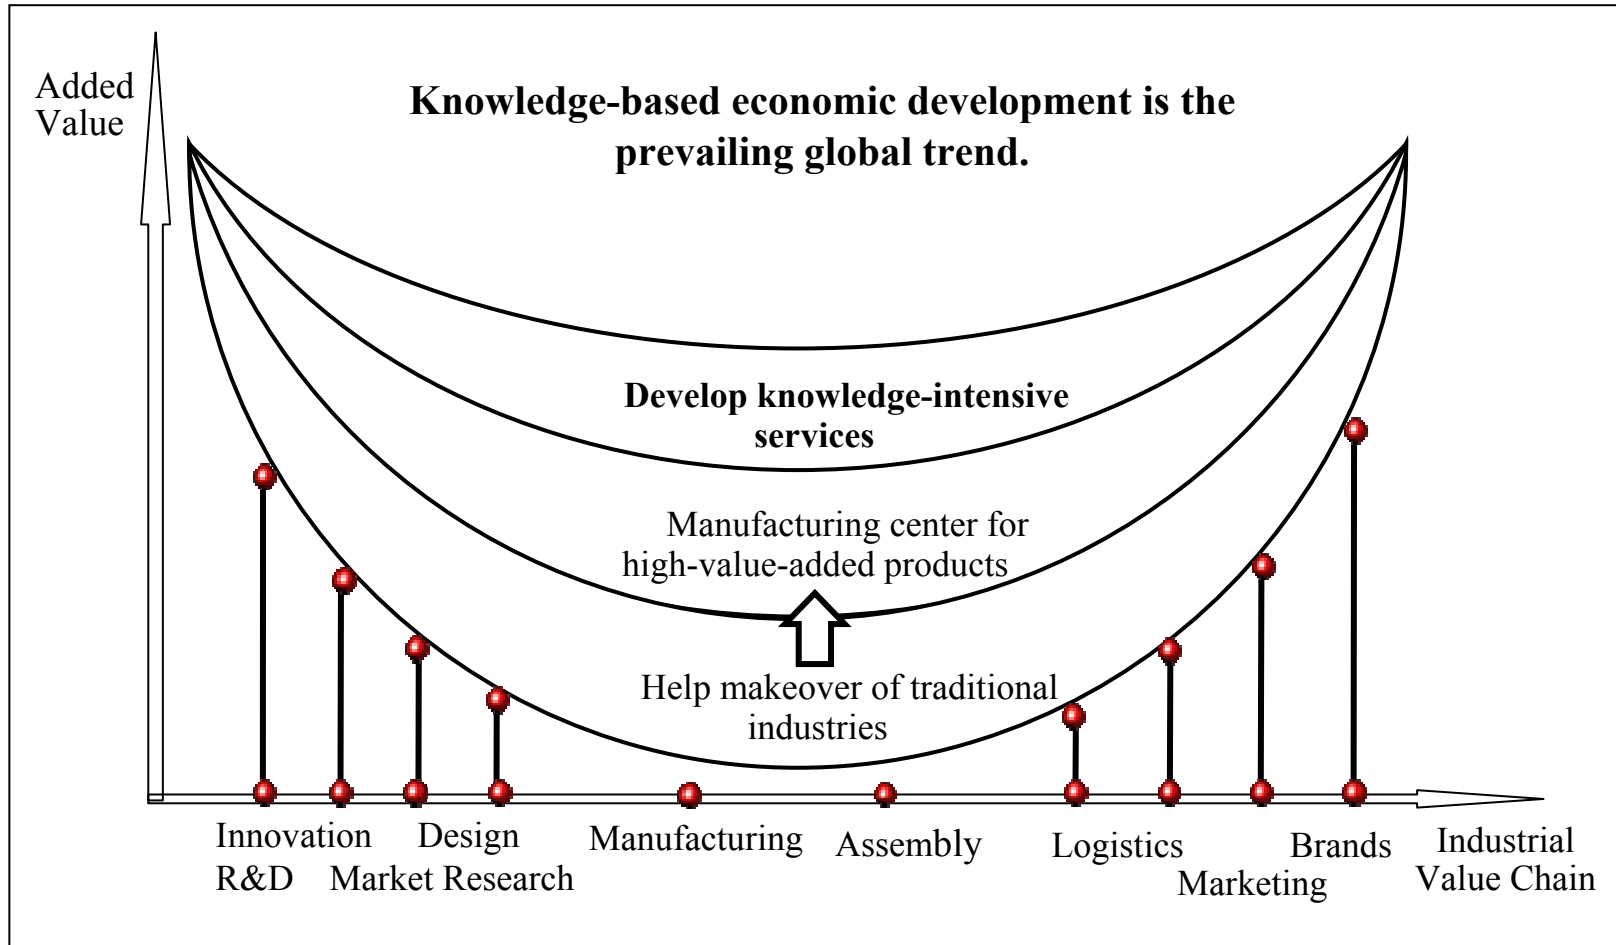 Added
Value
Knowledge-based economic development is the
prevailing global trend.
Develop knowledge-intensive
services
Manufacturing center for
high-value-added products
Help makeover of traditional
industries
Innovation
R&D
Market Research
Design
Manufacturing
Assembly
Logistics
Marketing
Brands
Industrial
Value Chain